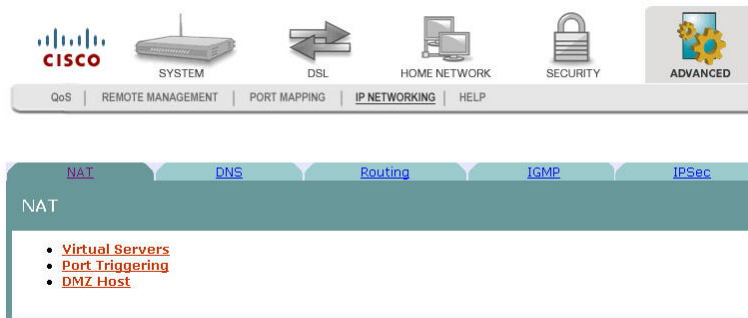 CISCO
SYSTEM DSL HOME NETWORK SECURITY ADVANCED
QoS | REMOTE MANAGEMENT | PORT MAPPING | IP NETWORKING | HELP
NAT DNS Routing IGMP IPSec
NAT
• Virtual Servers
• Port Triggering
• DMZ Host